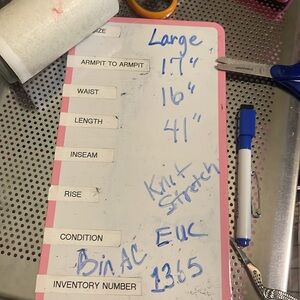 SIZE Large
ARMPIT TO ARMPIT 17"
WAIST 16"
LENGTH 41"
INSEAM
RISE Knit Stretch
CONDITION EUC
Bin AC
INVENTORY NUMBER 1365